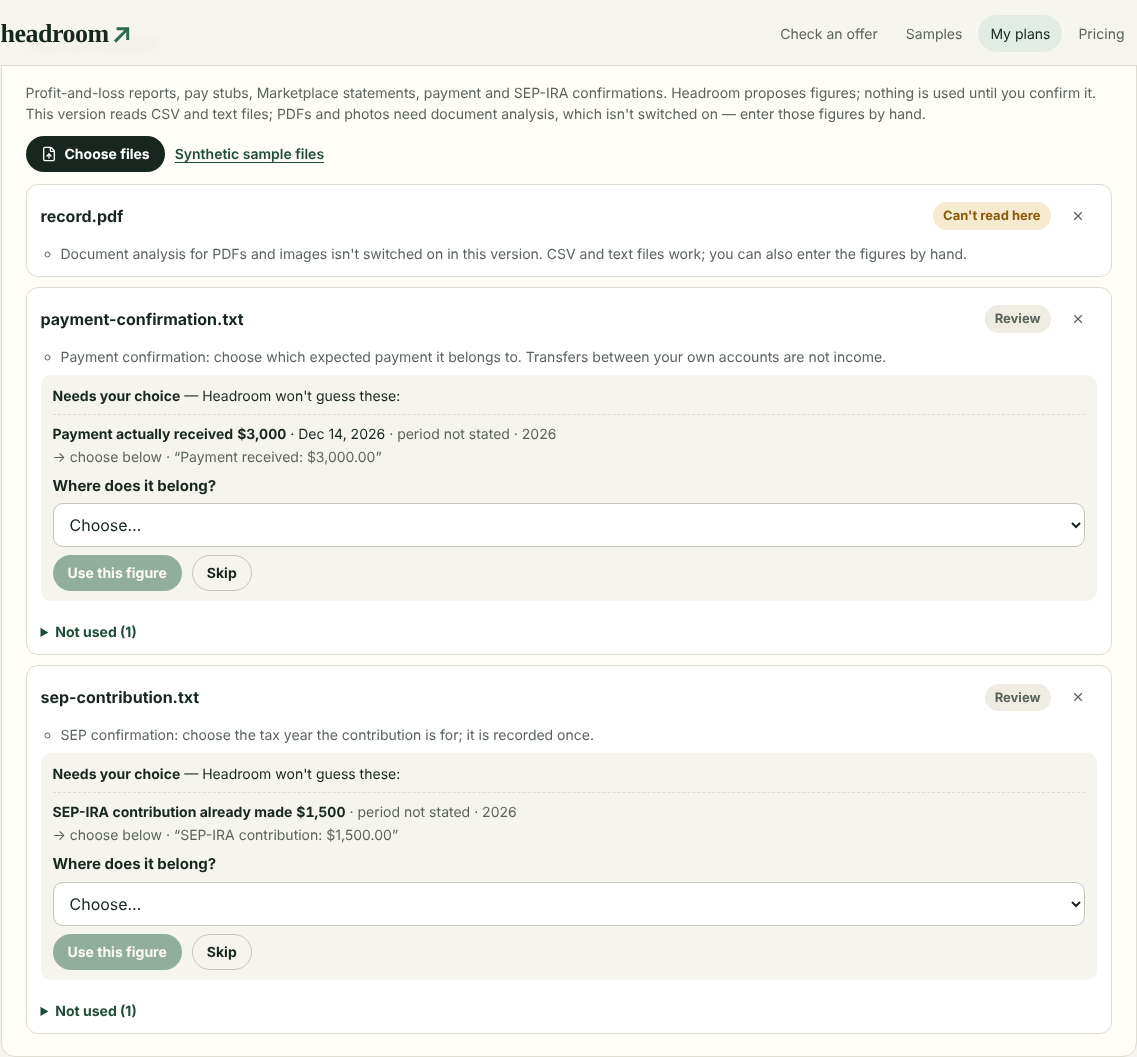 headroom
Check an offer
Samples
My plans
Pricing
Profit-and-loss reports, pay stubs, Marketplace statements, payment and SEP-IRA confirmations. Headroom proposes figures; nothing is used until you confirm it.
This version reads CSV and text files; PDFs and photos need document analysis, which isn't switched on — enter those figures by hand.
Choose files
Synthetic sample files
record.pdf
Can't read here
×
Document analysis for PDFs and images isn't switched on in this version. CSV and text files work; you can also enter the figures by hand.
payment-confirmation.txt
Review
×
Payment confirmation: choose which expected payment it belongs to. Transfers between your own accounts are not income.
Needs your choice — Headroom won't guess these:
Payment actually received $3,000 · Dec 14, 2026 · period not stated · 2026
→ choose below · “Payment received: $3,000.00”
Where does it belong?
Choose...
Use this figure
Skip
Not used (1)
sep-contribution.txt
Review
×
SEP confirmation: choose the tax year the contribution is for; it is recorded once.
Needs your choice — Headroom won't guess these:
SEP-IRA contribution already made $1,500 · period not stated · 2026
→ choose below · “SEP-IRA contribution: $1,500.00”
Where does it belong?
Choose...
Use this figure
Skip
Not used (1)